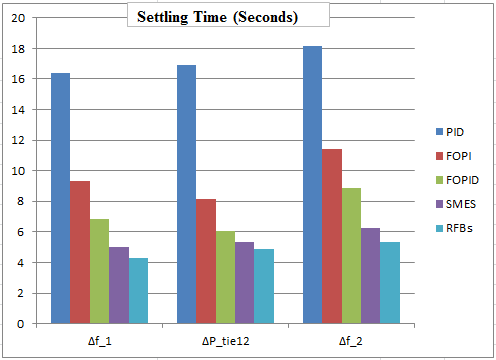 Settling Time (Seconds)
20
18
16
14
12
10
8
6
4
2
0
Δf_1
ΔP_tie12
Δf_2
PID
FOPI
FOPID
SMES
RFBs